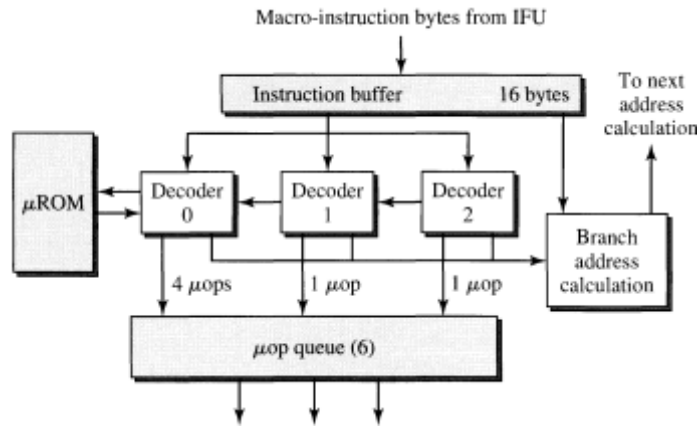 Macro-instruction bytes from IFU
Instruction buffer 16 bytes
To next
address
calculation
μROM
Decoder
0
Decoder
1
Decoder
2
Branch
address
calculation
4 μops
1 μop
1 μop
μop queue (6)